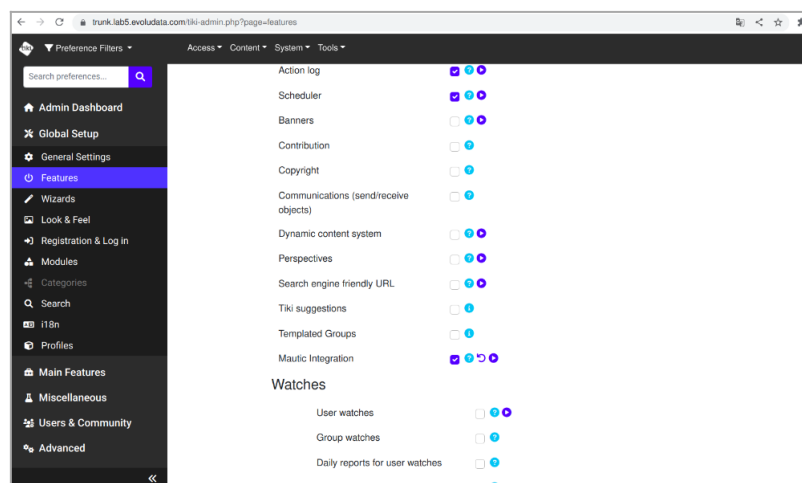 trunk.lab5.evoludata.com/tiki-admin.php?page=features
tiki
Preference Filters
Access Content System Tools
Search preferences...
Admin Dashboard
Global Setup
General Settings
Features
Wizards
Look & Feel
Registration & Log in
Modules
Categories
Search
i18n
Profiles
Main Features
Miscellaneous
Users & Community
Advanced
Action log
Scheduler
Banners
Contribution
Copyright
Communications (send/receive
objects)
Dynamic content system
Perspectives
Search engine friendly URL
Tiki suggestions
Templated Groups
Mautic Integration
Watches
User watches
Group watches
Daily reports for user watches